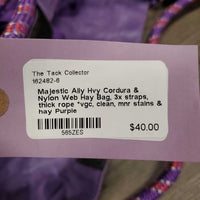 The Tack Collector
162482-6
Majestic Ally Hvy Cordura &
Nylon Web Hay Bag, 3x straps,
thick rope *vgc, clean, mnr stains &
hay Purple
565ZES
$40.00